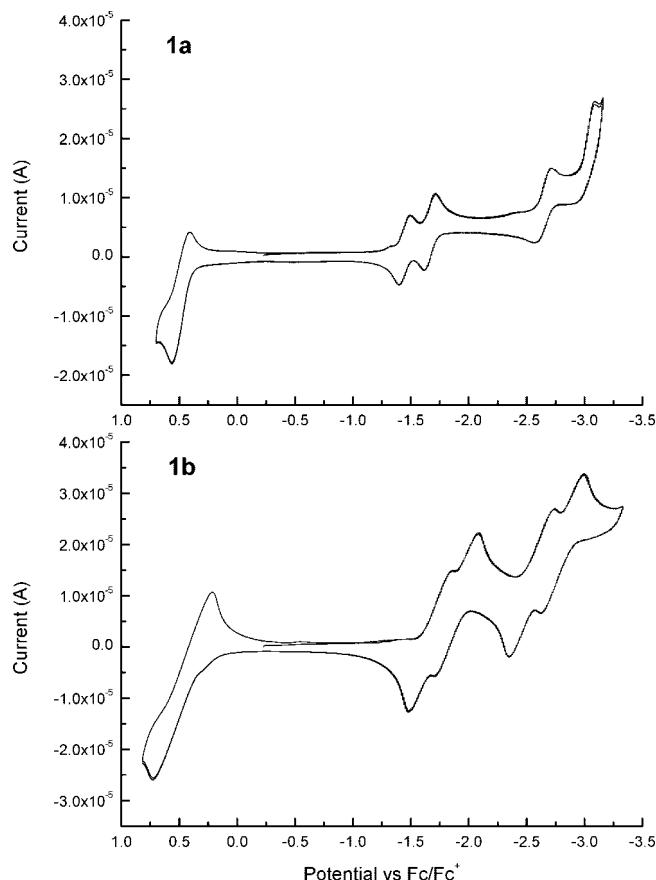 1a
Current (A)
4.0x10⁻⁵
3.0x10⁻⁵
2.0x10⁻⁵
1.0x10⁻⁵
0.0
-1.0x10⁻⁵
-2.0x10⁻⁵
1.0 0.5 0.0 -0.5 -1.0 -1.5 -2.0 -2.5 -3.0 -3.5
1b
Current (A)
4.0x10⁻⁵
3.0x10⁻⁵
2.0x10⁻⁵
1.0x10⁻⁵
0.0
-1.0x10⁻⁵
-2.0x10⁻⁵
-3.0x10⁻⁵
1.0 0.5 0.0 -0.5 -1.0 -1.5 -2.0 -2.5 -3.0 -3.5
Potential vs Fc/Fc⁺